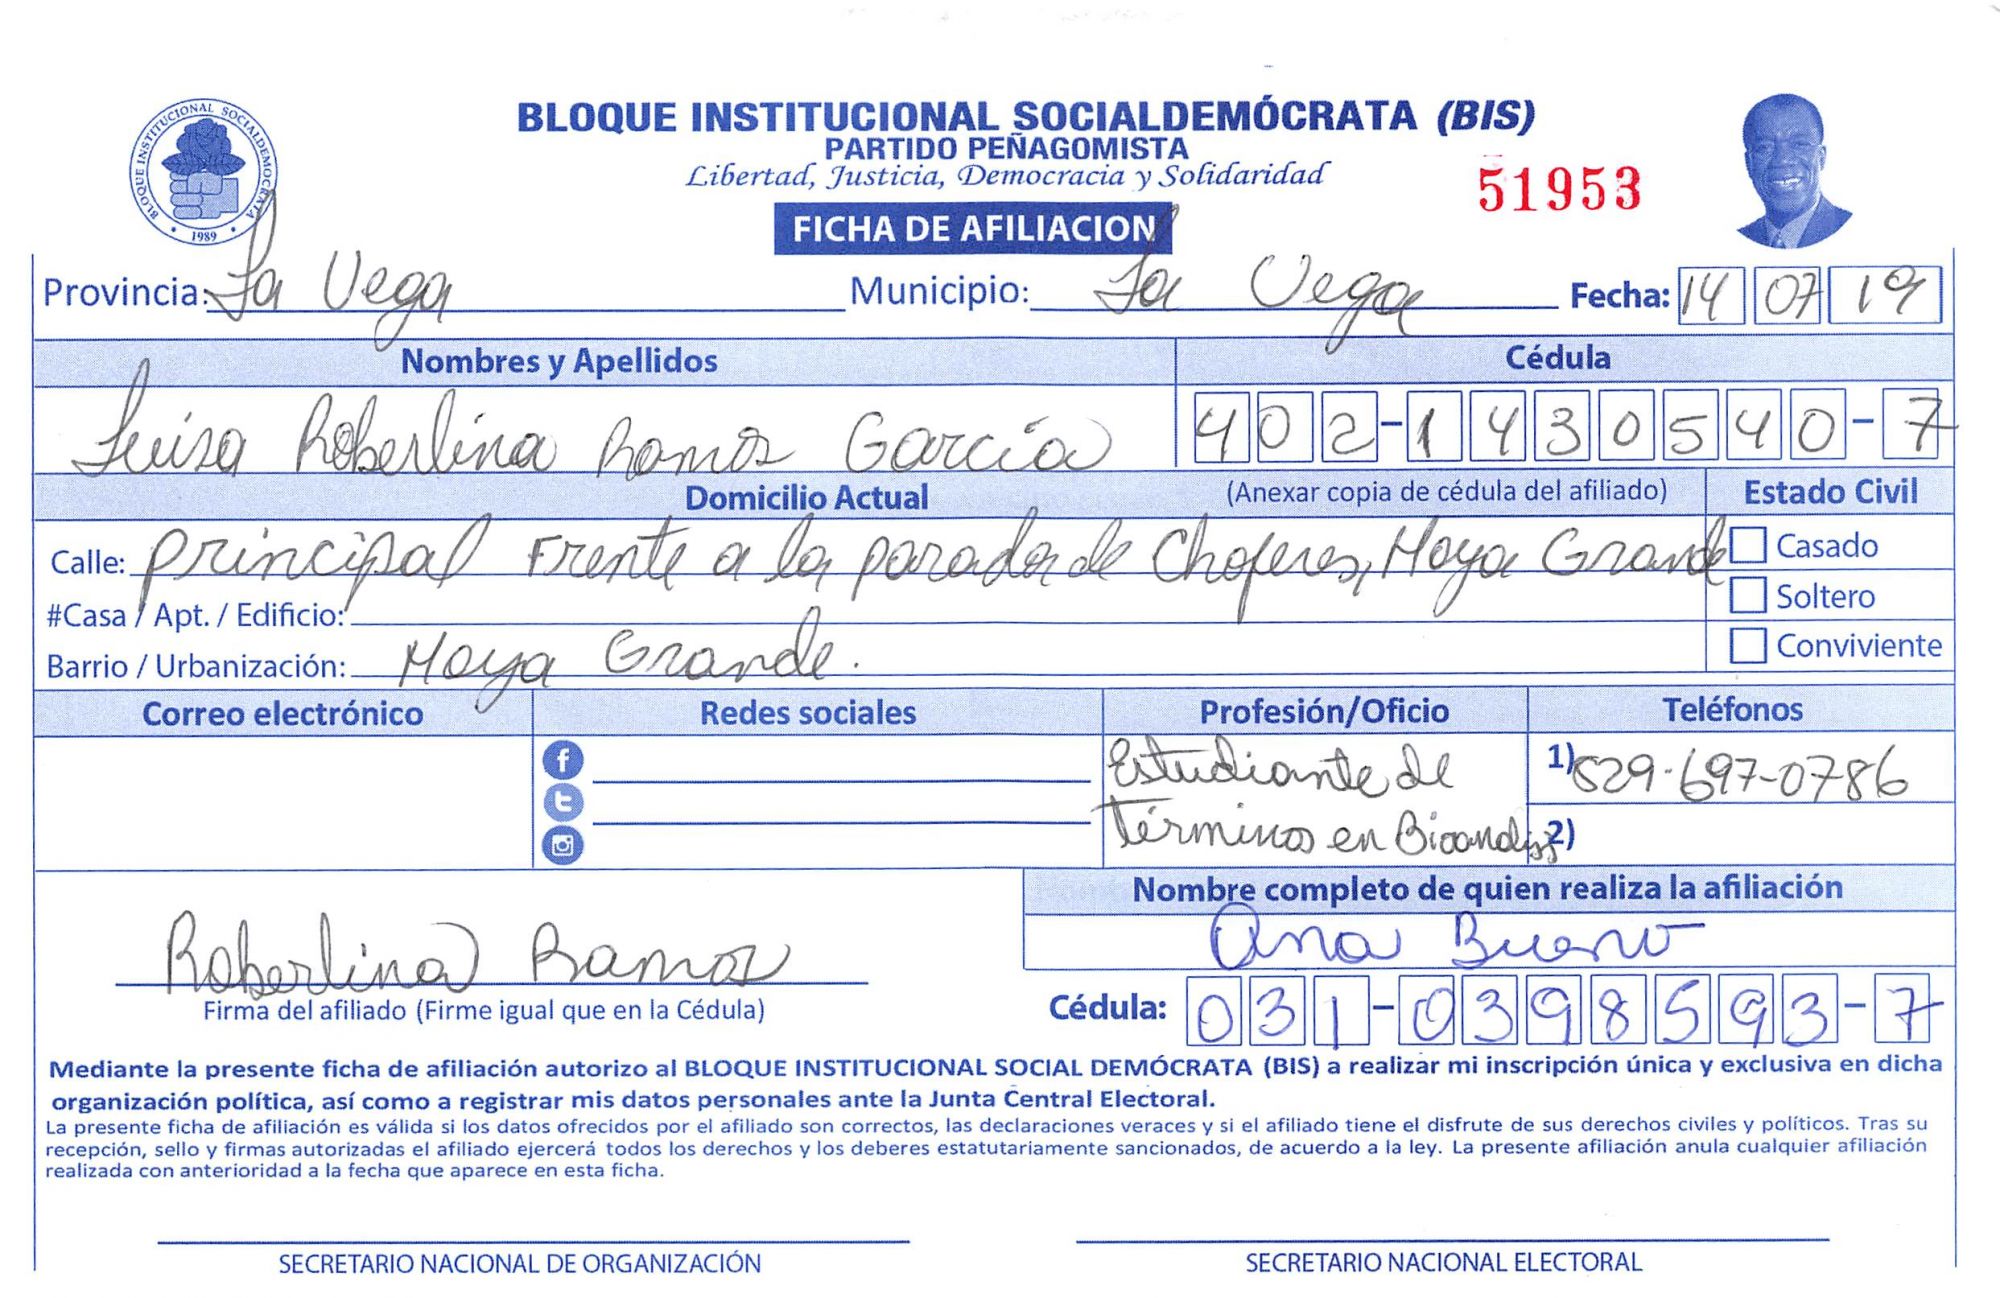 BLOQUE INSTITUCIONAL SOCIALDEMÓCRATA (BIS)
PARTIDO PEÑAGOMISTA
Libertad, Justicia, Democracia y Solidaridad
51953
BLOQUE INSTITUCIONAL SOCIALDEMOCRATA
1989
FICHA DE AFILIACION
Provincia: La Vega Municipio: La Vega Fecha: 14 07 19
Nombres y Apellidos Cédula
Luisa Roberlina Ramos García 402-1430540-7
Domicilio Actual (Anexar copia de cédula del afiliado) Estado Civil
Calle: principal Frente a la parada de Choferes, Hoya Grande Casado
#Casa / Apt. / Edificio: Soltero
Barrio / Urbanización: Hoya Grande. Conviviente
Correo electrónico Redes sociales Profesión/Oficio Teléfonos
Estudiante de 1) 829-697-0786
Términos en 2)
Nombre completo de quien realiza la afiliación
Ana Bueno
Roberlina Ramos
Firma del afiliado (Firme igual que en la Cédula) Cédula: 031-0398593-7
Mediante la presente ficha de afiliación autorizo al BLOQUE INSTITUCIONAL SOCIAL DEMÓCRATA (BIS) a realizar mi inscripción única y exclusiva en dicha
organización política, así como a registrar mis datos personales ante la Junta Central Electoral.
La presente ficha de afiliación es válida si los datos ofrecidos por el afiliado son correctos, las declaraciones veraces y si el afiliado tiene el disfrute de sus derechos civiles y políticos. Tras su
recepción, sello y firmas autorizadas el afiliado ejercerá todos los derechos y los deberes estatutariamente sancionados, de acuerdo a la ley. La presente afiliación anula cualquier afiliación
realizada con anterioridad a la fecha que aparece en esta ficha.
SECRETARIO NACIONAL DE ORGANIZACIÓN SECRETARIO NACIONAL ELECTORAL